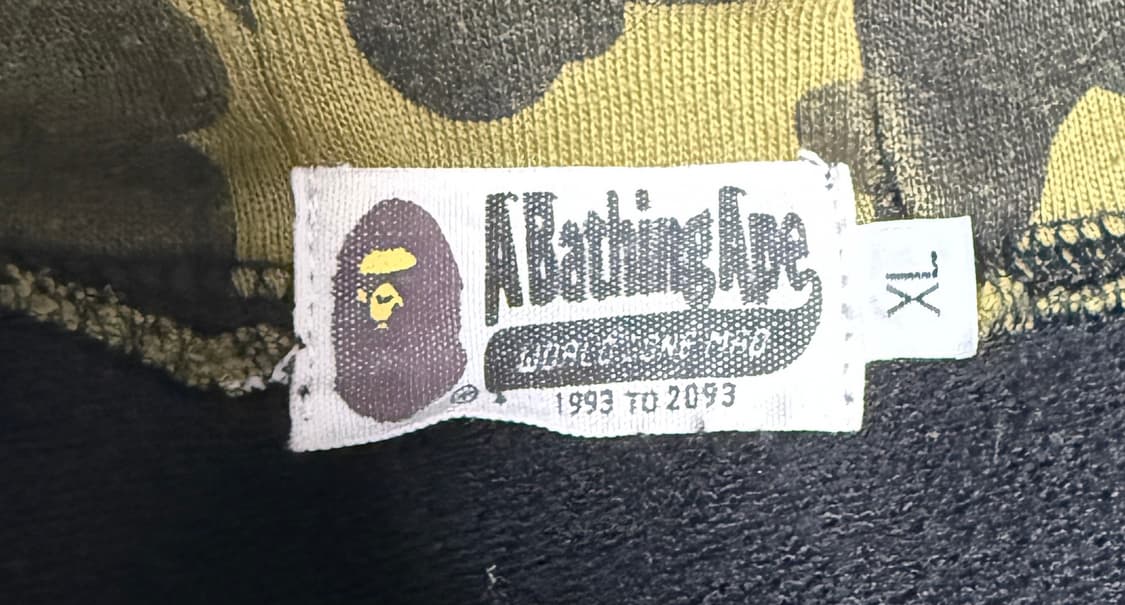 A Bathing Ape
WORLD GONE MAD
1993 TO 2093
XL